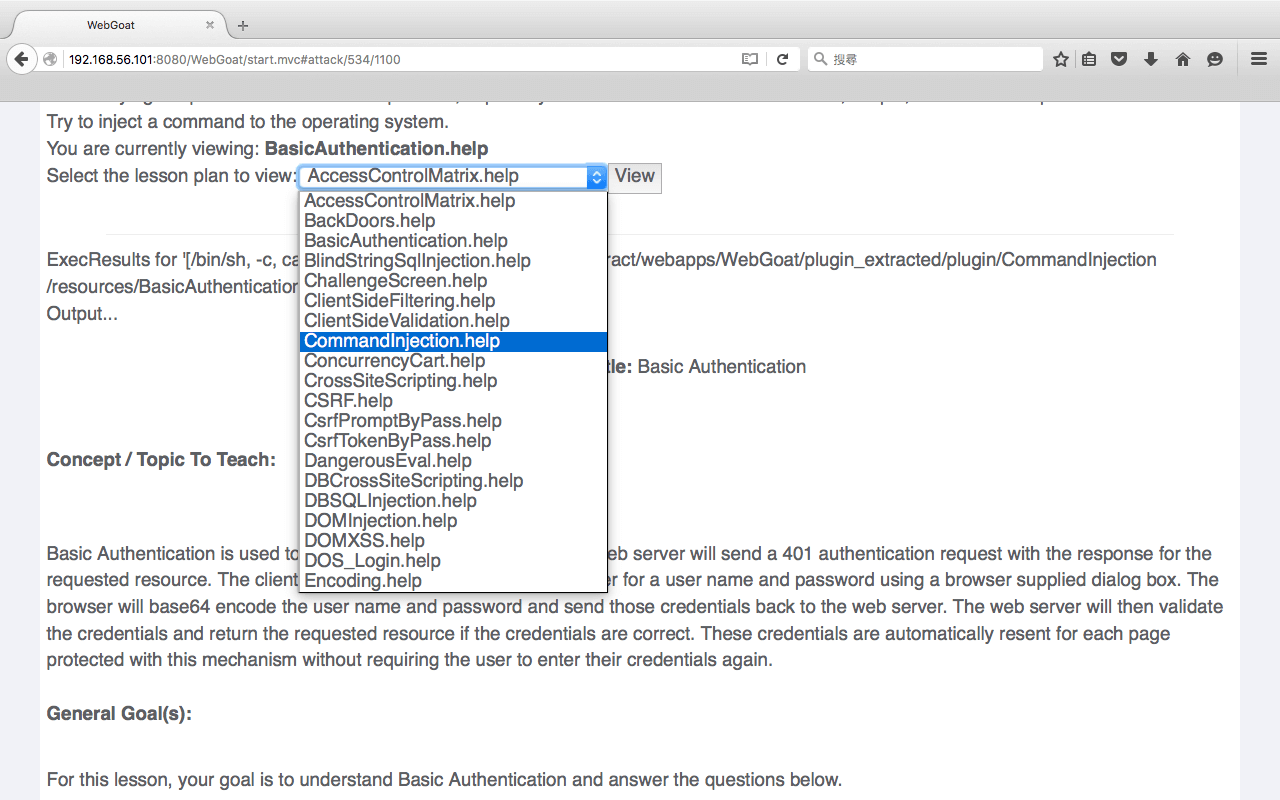 WebGoat
192.168.56.101:8080/WebGoat/start.mvc#attack/534/1100
搜尋
Try to inject a command to the operating system.
You are currently viewing: BasicAuthentication.help
Select the lesson plan to view: AccessControlMatrix.help View
AccessControlMatrix.help
BackDoors.help
BasicAuthentication.help
BlindStringSqlInjection.help
ChallengeScreen.help
ClientSideFiltering.help
ClientSideValidation.help
CommandInjection.help
ConcurrencyCart.help
CrossSiteScripting.help
CSRF.help
CsrfPromptByPass.help
CsrfTokenByPass.help
DangerousEval.help
DBCrossSiteScripting.help
DBSQLInjection.help
DOMInjection.help
DOMXSS.help
DOS_Login.help
Encoding.help
ExecResults for '[/bin/sh, -c, ca ract/webapps/WebGoat/plugin_extracted/plugin/CommandInjection
/resources/BasicAuthentication
Output...
tle: Basic Authentication
Concept / Topic To Teach:
Basic Authentication is used to eb server will send a 401 authentication request with the response for the
requested resource. The client er for a user name and password using a browser supplied dialog box. The
browser will base64 encode the user name and password and send those credentials back to the web server. The web server will then validate
the credentials and return the requested resource if the credentials are correct. These credentials are automatically resent for each page
protected with this mechanism without requiring the user to enter their credentials again.
General Goal(s):
For this lesson, your goal is to understand Basic Authentication and answer the questions below.